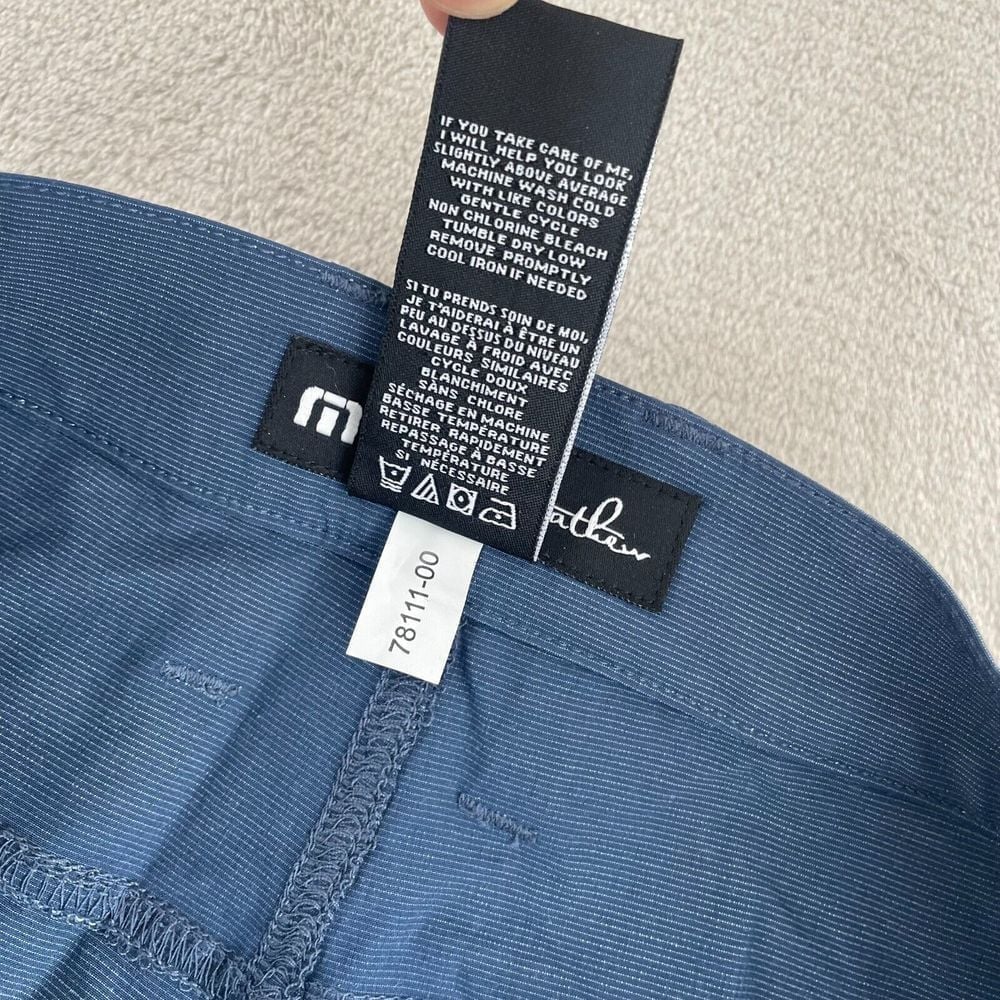 IF YOU TAKE CARE OF ME,
I WILL HELP YOU LOOK
SLIGHTLY ABOVE AVERAGE
MACHINE WASH COLD
WITH LIKE COLORS
GENTLE CYCLE
NON CHLORINE BLEACH
TUMBLE DRY LOW
REMOVE PROMPTLY
COOL IRON IF NEEDED
SI TU PRENDS SOIN DE MOI,
JE T'AIDERAI À ÊTRE UN
PEU AU DESSUS DU NIVEAU
LAVAGE À FROID AVEC
COULEURS SIMILAIRES
CYCLE DOUX
BLANCHIMENT
SANS CHLORE
SÉCHAGE EN MACHINE
BASSE TEMPÉRATURE
RETIRER RAPIDEMENT
REPASSAGE À BASSE
TEMPÉRATURE
SI NÉCESSAIRE
m athew
78111-00